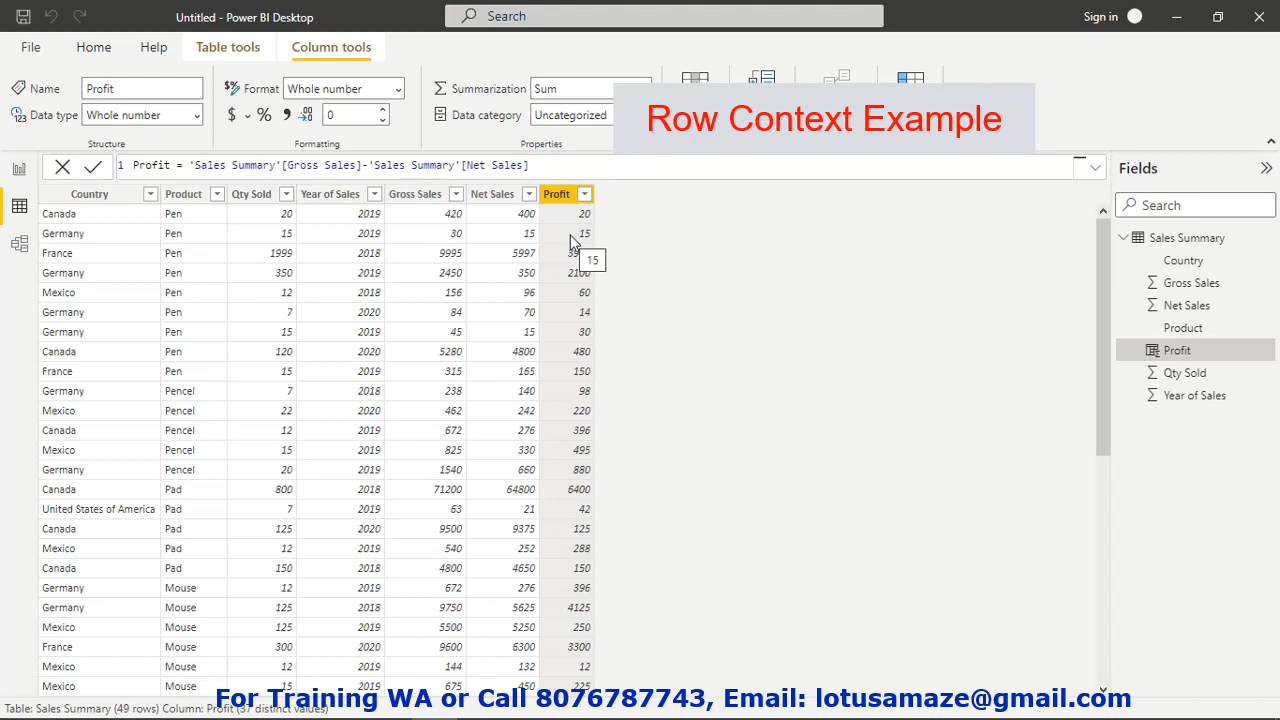 Untitled - Power BI Desktop
Search
Sign in
File
Home
Help
Table tools
Column tools
Name
Profit
Format
Whole number
Summarization
Sum
Data type
Whole number
$
%
0
Data category
Uncategorized
Structure
Formatting
Properties
Row Context Example
1 Profit = 'Sales Summary'[Gross Sales]-'Sales Summary'[Net Sales]
Country Product Qty Sold Year of Sales Gross Sales Net Sales Profit
Canada Pen 20 2019 420 400 20
Germany Pen 15 2019 30 15 15
France Pen 1999 2018 9995 5997
15
Germany Pen 350 2019 2450 350 2100
Mexico Pen 12 2018 156 96 60
Germany Pen 7 2020 84 70 14
Germany Pen 15 2019 45 15 30
Canada Pen 120 2020 5280 4800 480
France Pen 15 2019 315 165 150
Germany Pencel 7 2018 238 140 98
Mexico Pencel 22 2020 462 242 220
Canada Pencel 12 2019 672 276 396
Mexico Pencel 15 2019 825 330 495
Germany Pencel 20 2019 1540 660 880
Canada Pad 800 2018 71200 64800 6400
United States of America Pad 7 2019 63 21 42
Canada Pad 125 2020 9500 9375 125
Mexico Pad 12 2019 540 252 288
Canada Pad 150 2018 4800 4650 150
Germany Mouse 12 2019 672 276 396
Germany Mouse 125 2018 9750 5625 4125
Mexico Mouse 125 2019 5500 5250 250
France Mouse 300 2020 9600 6300 3300
Mexico Mouse 12 2019 144 132 12
Mexico Mouse 15 2019 675 450 225
Fields
Search
Sales Summary
Country
Gross Sales
Net Sales
Product
Profit
Qty Sold
Year of Sales
For Training WA or Call 8076787743, Email: lotusamaze@gmail.com
Table: Sales Summary (49 rows) Column: Profit (37 distinct values)